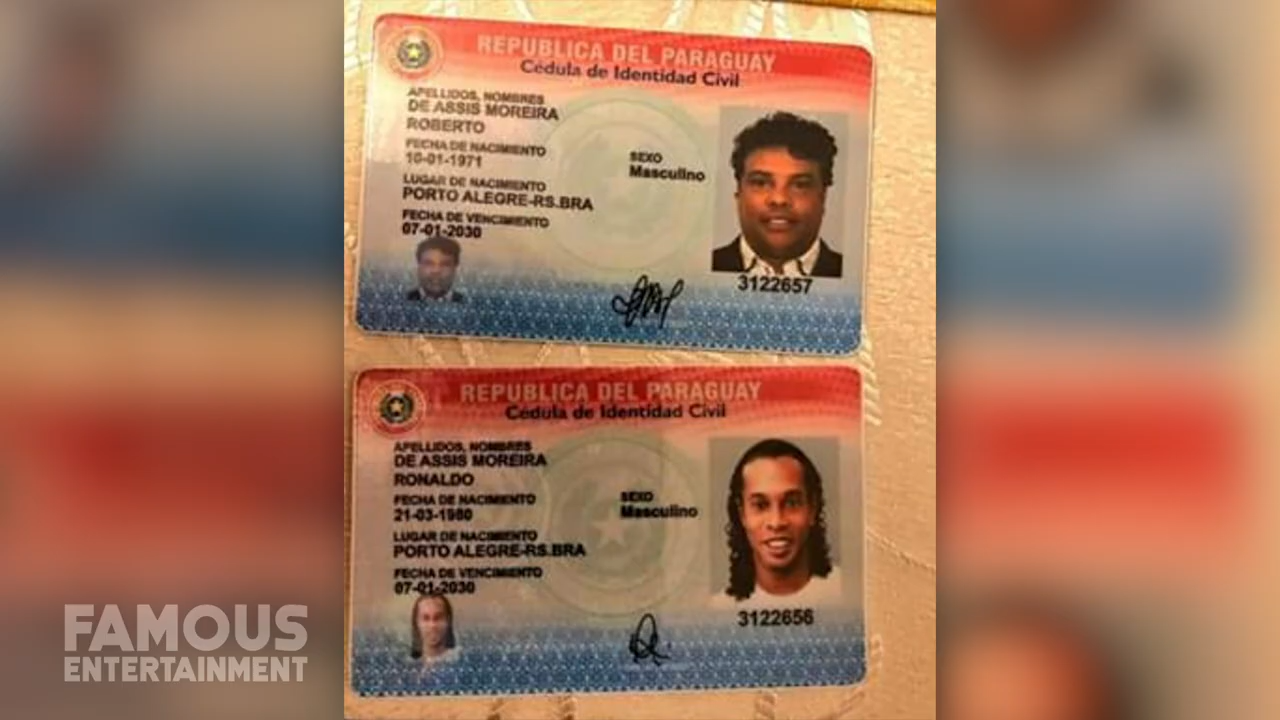 REPUBLICA DEL PARAGUAY
Cédula de Identidad Civil
APELLIDOS, NOMBRES
DE ASSIS MOREIRA
ROBERTO
FECHA DE NACIMIENTO
10-01-1971
SEXO
Masculino
LUGAR DE NACIMIENTO
PORTO ALEGRE-RS.BRA
FECHA DE VENCIMIENTO
07-01-2030
3122657
REPUBLICA DEL PARAGUAY
Cédula de Identidad Civil
APELLIDOS, NOMBRES
DE ASSIS MOREIRA
RONALDO
FECHA DE NACIMIENTO
21-03-1980
SEXO
Masculino
LUGAR DE NACIMIENTO
PORTO ALEGRE-RS.BRA
FECHA DE VENCIMIENTO
07-01-2030
3122656
FAMOUS
ENTERTAINMENT